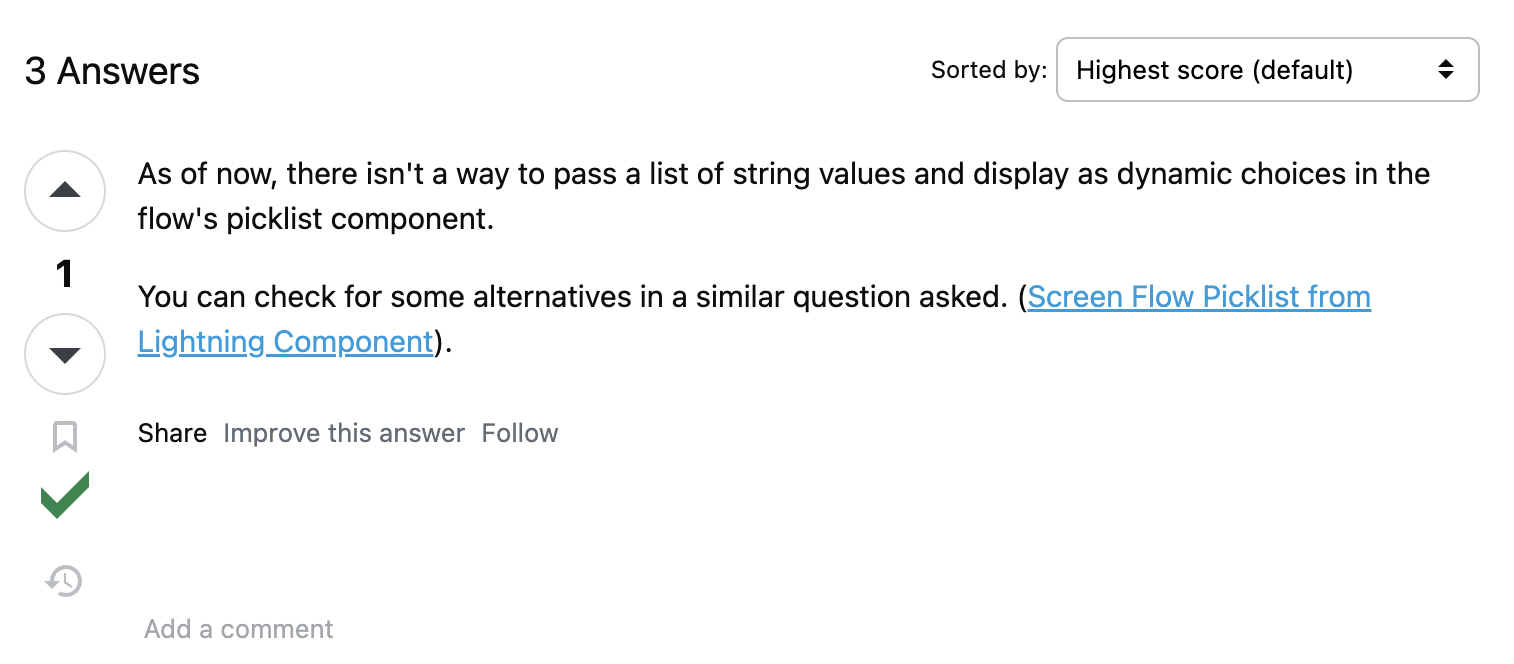 3 Answers
Sorted by: Highest score (default)
As of now, there isn't a way to pass a list of string values and display as dynamic choices in the
flow's picklist component.
1
You can check for some alternatives in a similar question asked. (Screen Flow Picklist from
Lightning Component).
Share Improve this answer Follow
Add a comment